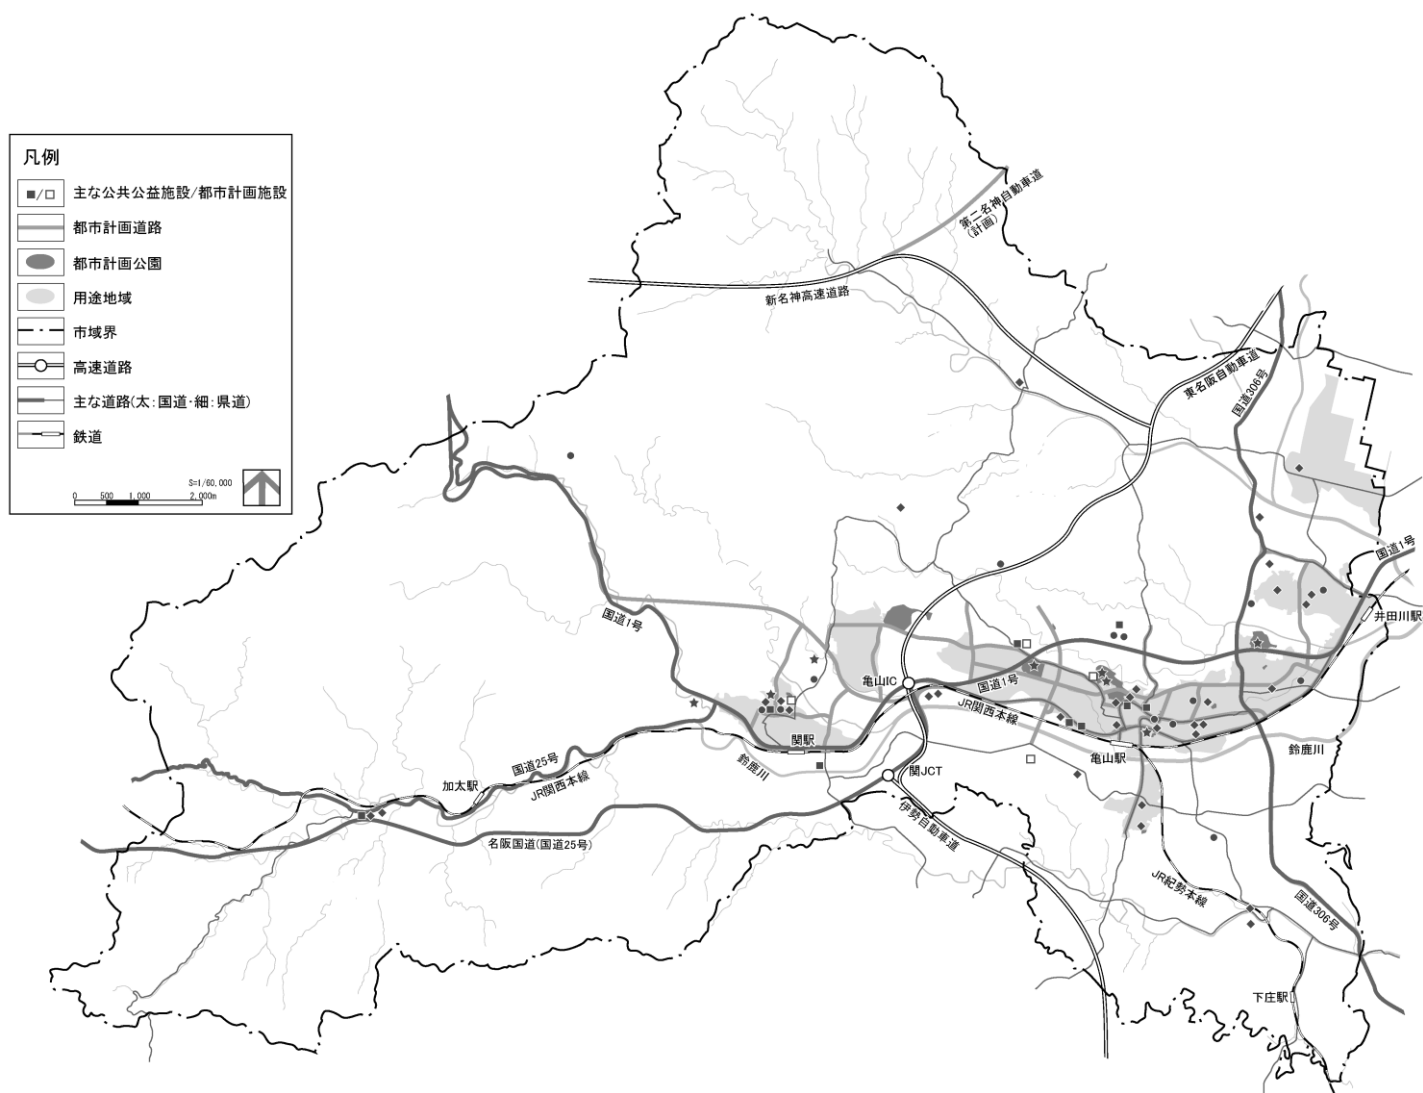 凡例
■/□ 主な公共公益施設/都市計画施設
都市計画道路
都市計画公園
用途地域
市域界
高速道路
主な道路(太:国道・細:県道)
鉄道
S=1/60,000
0 500 1,000 2,000m
第二名神自動車道
(計画)
新名神高速道路
東名阪自動車道
国道306号
国道1号
井田川駅
国道1号
亀山IC
国道1号
JR関西本線
関駅
亀山駅
鈴鹿川
鈴鹿川
国道25号
加太駅
JR関西本線
関JCT
伊勢自動車道
名阪国道(国道25号)
JR紀勢本線
国道306号
下庄駅